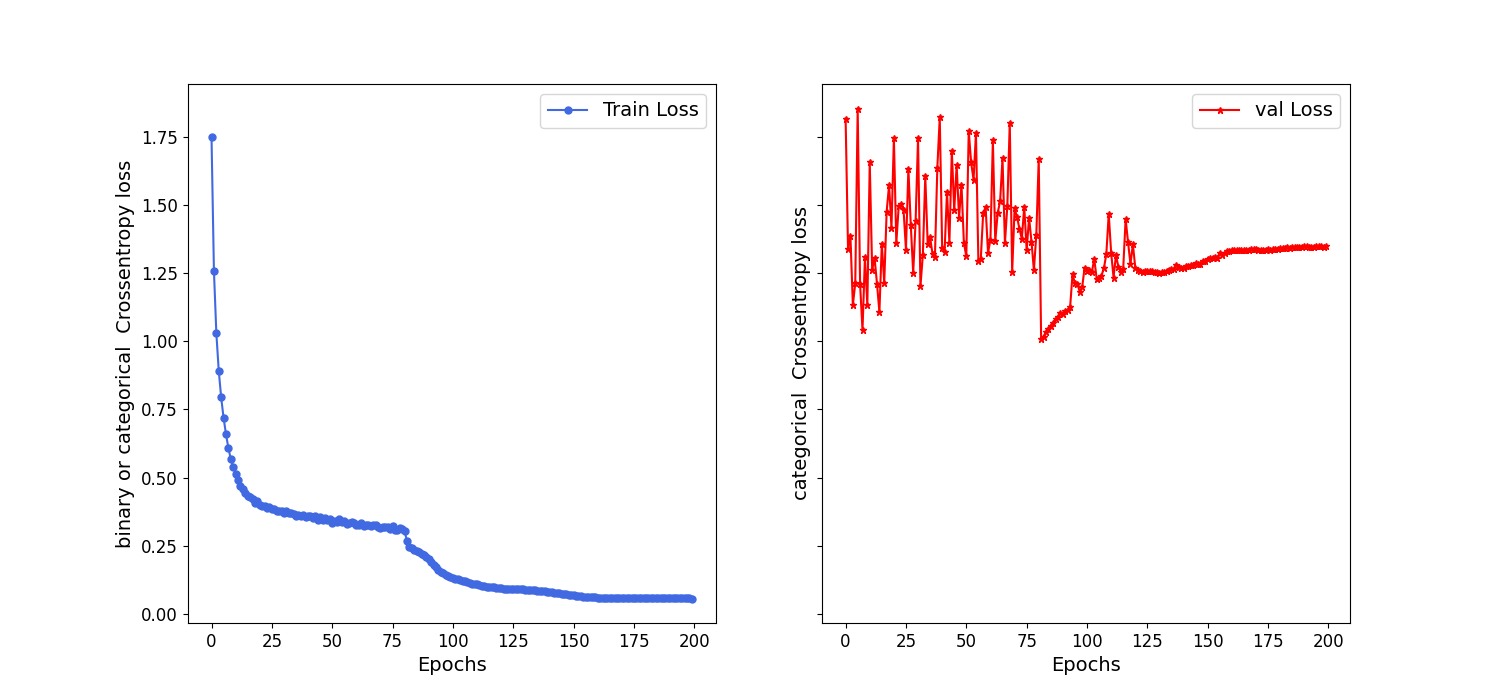 Train Loss
binary or categorical  Crossentropy loss
1.75
1.50
1.25
1.00
0.75
0.50
0.25
0.00
0 25 50 75 100 125 150 175 200
Epochs
val Loss
categorical  Crossentropy loss
0 25 50 75 100 125 150 175 200
Epochs